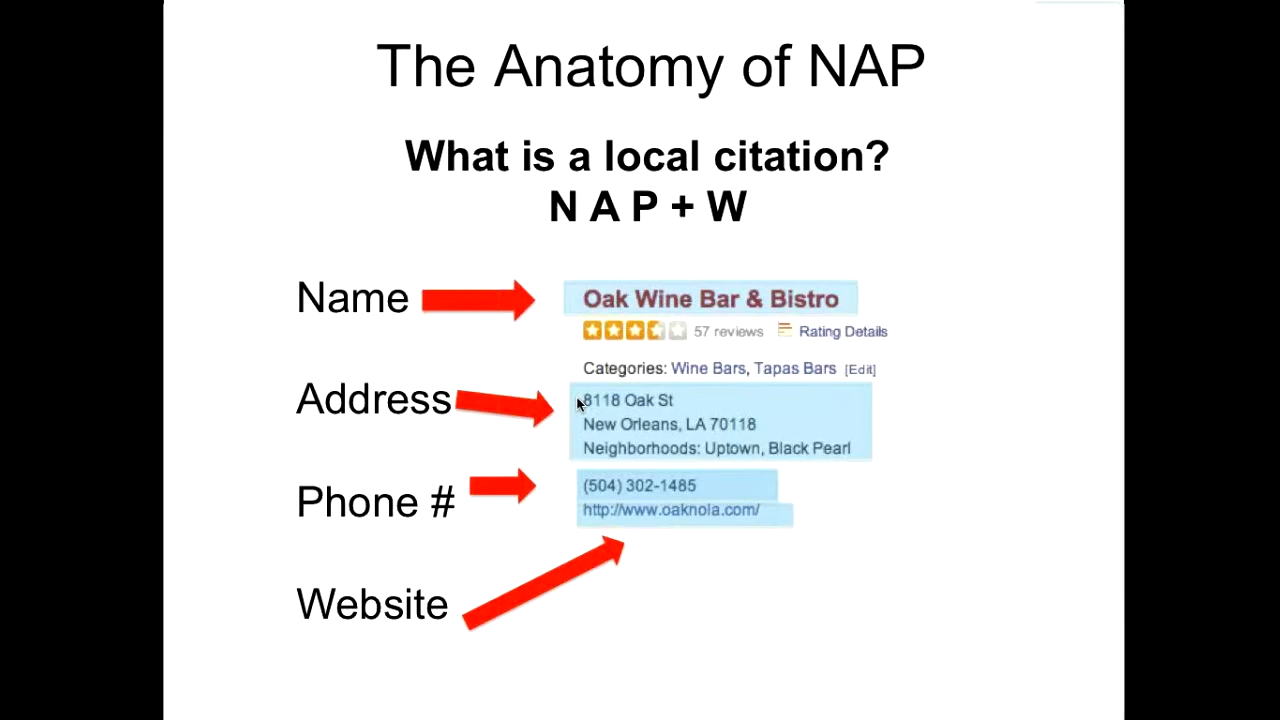 The Anatomy of NAP
What is a local citation?
N A P + W
Name
Oak Wine Bar & Bistro
57 reviews Rating Details
Categories: Wine Bars, Tapas Bars [Edit]
Address
8118 Oak St
New Orleans, LA 70118
Neighborhoods: Uptown, Black Pearl
Phone #
(504) 302-1485
http://www.oaknola.com/
Website